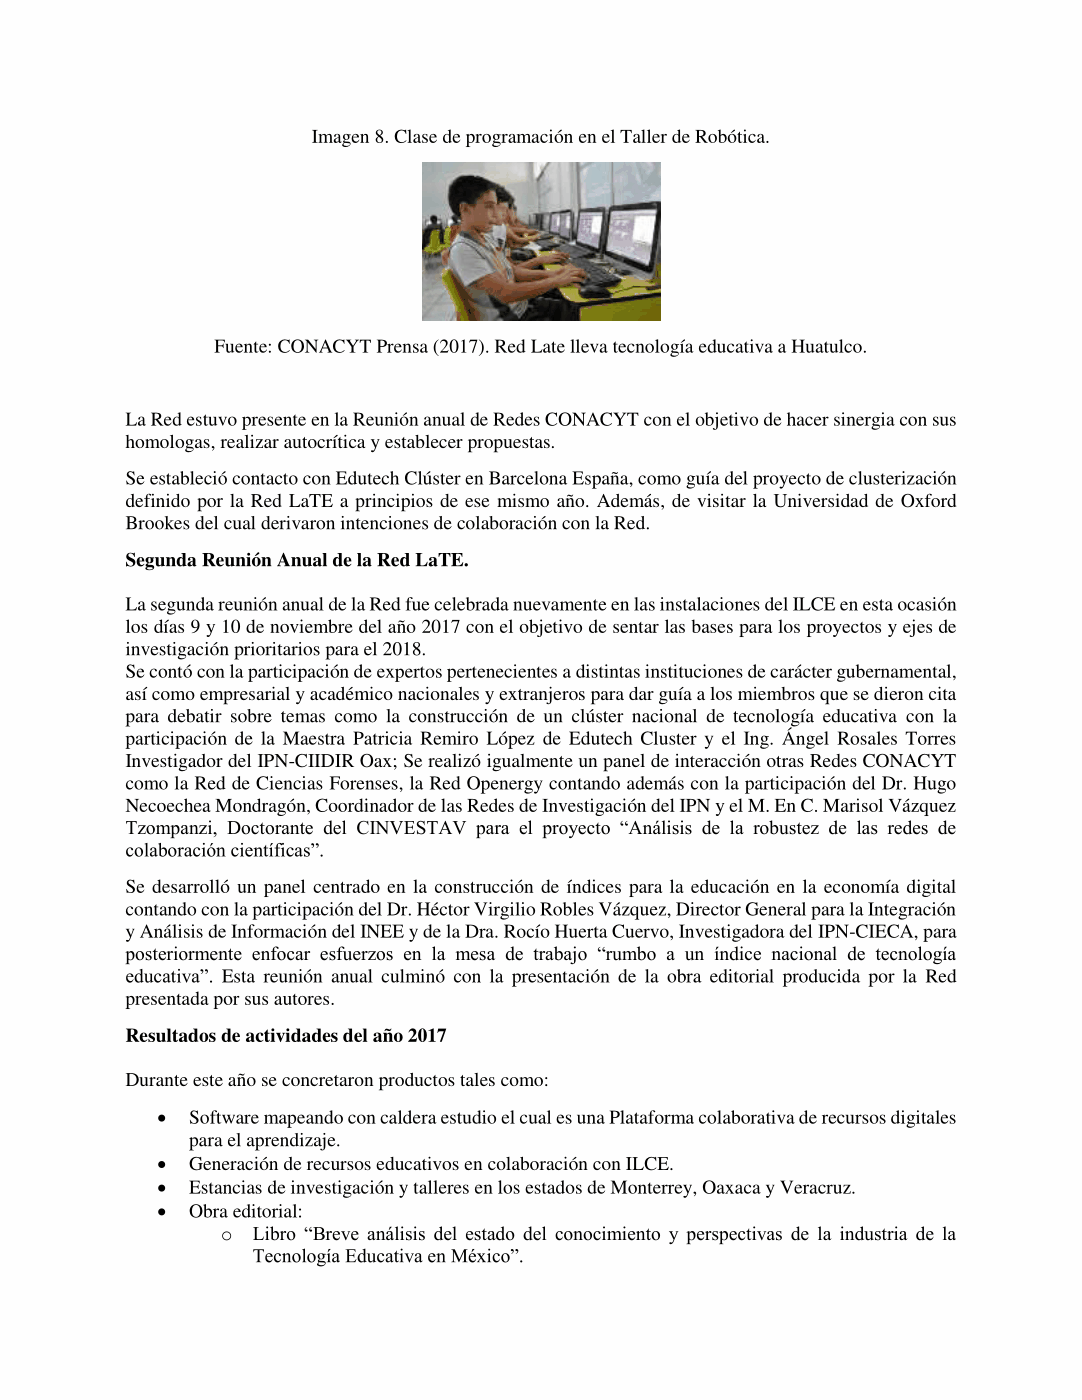 Imagen 8. Clase de programación en el Taller de Robótica.
Fuente: CONACYT Prensa (2017). Red Late lleva tecnología educativa a Huatulco.
La Red estuvo presente en la Reunión anual de Redes CONACYT con el objetivo de hacer sinergia con sus
homologas, realizar autocrítica y establecer propuestas.
Se estableció contacto con Edutech Clúster en Barcelona España, como guía del proyecto de clusterización
definido por la Red LaTE a principios de ese mismo año. Además, de visitar la Universidad de Oxford
Brookes del cual derivaron intenciones de colaboración con la Red.
Segunda Reunión Anual de la Red LaTE.
La segunda reunión anual de la Red fue celebrada nuevamente en las instalaciones del ILCE en esta ocasión
los días 9 y 10 de noviembre del año 2017 con el objetivo de sentar las bases para los proyectos y ejes de
investigación prioritarios para el 2018.
Se contó con la participación de expertos pertenecientes a distintas instituciones de carácter gubernamental,
así como empresarial y académico nacionales y extranjeros para dar guía a los miembros que se dieron cita
para debatir sobre temas como la construcción de un clúster nacional de tecnología educativa con la
participación de la Maestra Patricia Remiro López de Edutech Cluster y el Ing. Ángel Rosales Torres
Investigador del IPN-CIIDIR Oax; Se realizó igualmente un panel de interacción otras Redes CONACYT
como la Red de Ciencias Forenses, la Red Openergy contando además con la participación del Dr. Hugo
Necoechea Mondragón, Coordinador de las Redes de Investigación del IPN y el M. En C. Marisol Vázquez
Tzompanzi, Doctorante del CINVESTAV para el proyecto “Análisis de la robustez de las redes de
colaboración científicas”.
Se desarrolló un panel centrado en la construcción de índices para la educación en la economía digital
contando con la participación del Dr. Héctor Virgilio Robles Vázquez, Director General para la Integración
y Análisis de Información del INEE y de la Dra. Rocío Huerta Cuervo, Investigadora del IPN-CIECA, para
posteriormente enfocar esfuerzos en la mesa de trabajo “rumbo a un índice nacional de tecnología
educativa”. Esta reunión anual culminó con la presentación de la obra editorial producida por la Red
presentada por sus autores.
Resultados de actividades del año 2017
Durante este año se concretaron productos tales como:
• Software mapeando con caldera estudio el cual es una Plataforma colaborativa de recursos digitales
para el aprendizaje.
• Generación de recursos educativos en colaboración con ILCE.
• Estancias de investigación y talleres en los estados de Monterrey, Oaxaca y Veracruz.
• Obra editorial:
o Libro “Breve análisis del estado del conocimiento y perspectivas de la industria de la
Tecnología Educativa en México”.